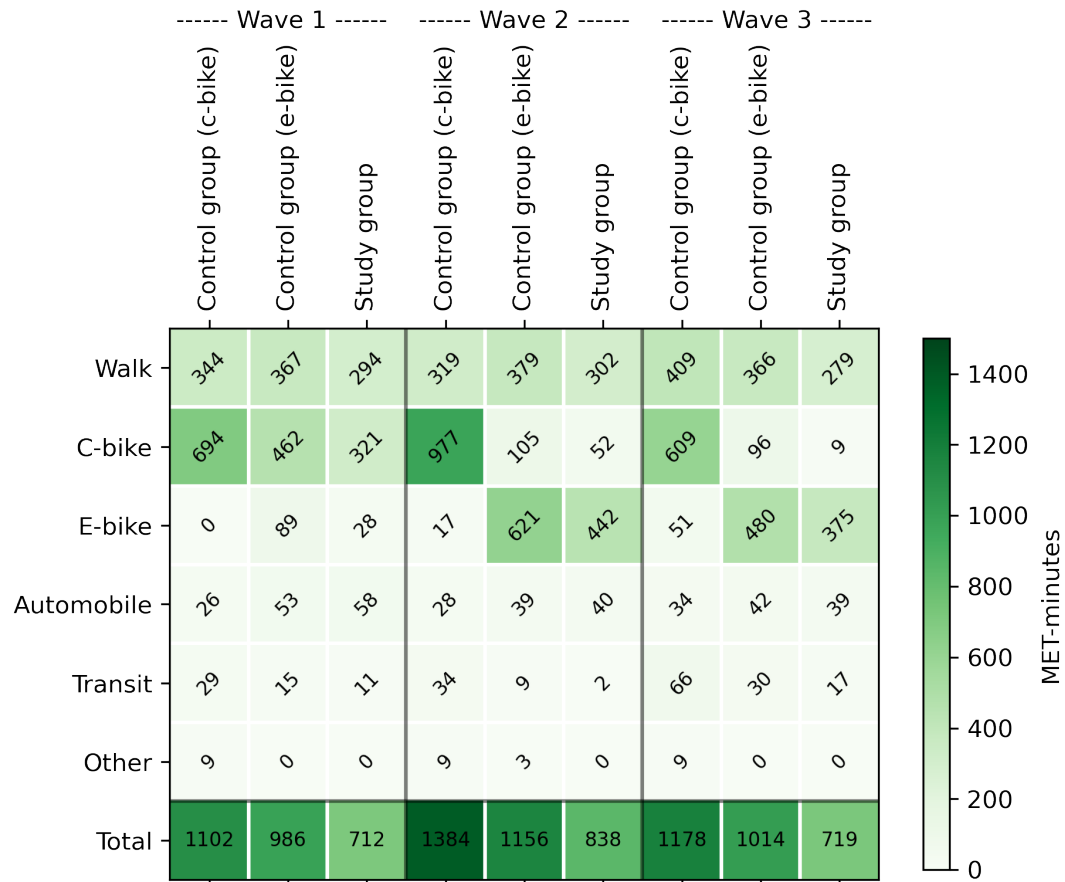 ------ Wave 1 ------ ------ Wave 2 ------ ------ Wave 3 ------
Control group (c-bike) Control group (e-bike) Study group Control group (c-bike) Control group (e-bike) Study group Control group (c-bike) Control group (e-bike) Study group
Walk 344 367 294 319 379 302 409 366 279
C-bike 694 462 321 977 105 52 609 96 9
E-bike 0 89 28 17 621 442 51 480 375
Automobile 26 53 58 28 39 40 34 42 39
Transit 29 15 11 34 9 2 66 30 17
Other 9 0 0 9 3 0 9 0 0
Total 1102 986 712 1384 1156 838 1178 1014 719
1400
1200
1000
800
600
400
200
0
MET-minutes